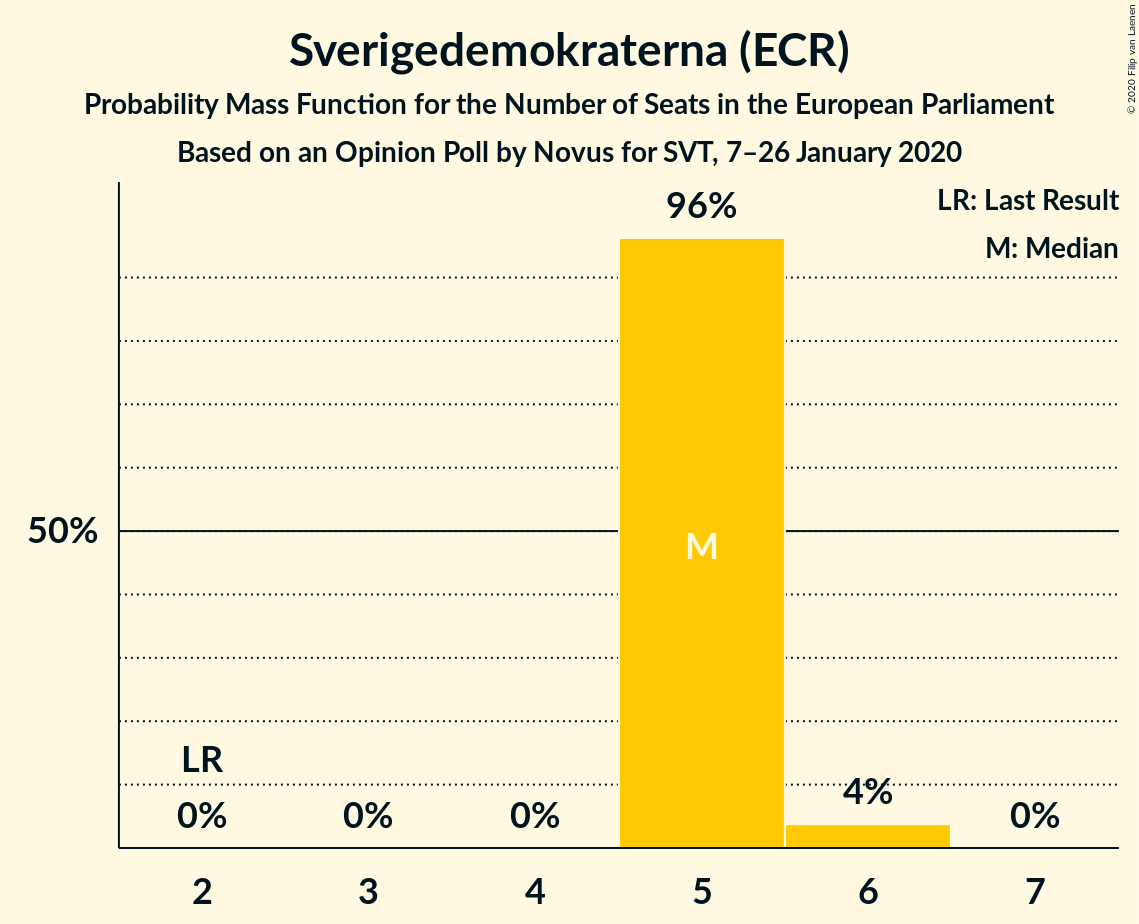 Sverigedemokraterna (ECR)
Probability Mass Function for the Number of Seats in the European Parliament
Based on an Opinion Poll by Novus for SVT, 7–26 January 2020
© 2020 Filip van Laenen
LR: Last Result
M: Median
96%
50%
M
LR
0%
0%
0%
4%
0%
2
3
4
5
6
7